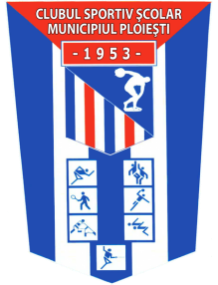 CLUBUL SPORTIV ȘCOLAR
MUNICIPIUL PLOIEȘTI
- 1953 -